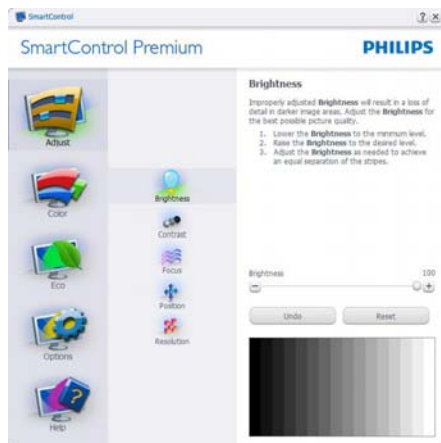 SmartControl
SmartControl Premium
PHILIPS
Adjust
Color
Eco
Options
Help
Brightness
Contrast
Focus
Position
Resolution
Brightness
Improperly adjusted Brightness will result in a loss of
detail in darker image areas. Adjust the Brightness for
the best possible picture quality.
1. Lower the Brightness to the minimum level.
2. Raise the Brightness to the desired level.
3. Adjust the Brightness as needed to achieve
an equal separation of the stripes.
Brightness 100
Undo Reset